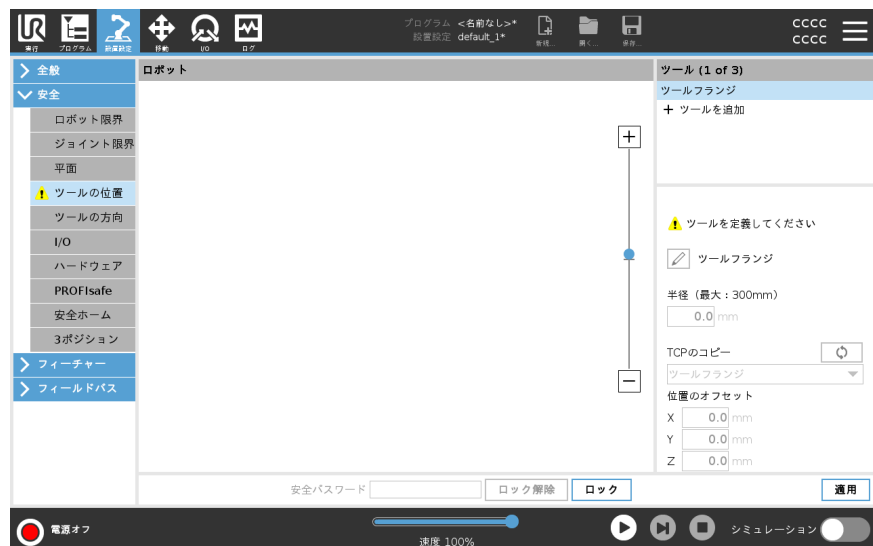 プログラム <名前なし>*
設置設定 default_1*
実行
プログラム
設置設定
移動
I/O
ログ
新規...
開く...
保存...
cccc
cccc
全般
安全
ロボット限界
ジョイント限界
平面
ツールの位置
ツールの方向
I/O
ハードウェア
PROFIsafe
安全ホーム
3ポジション
フィーチャー
フィールドバス
ロボット
ツール (1 of 3)
ツールフランジ
+ ツールを追加
ツールを定義してください
ツールフランジ
半径（最大：300mm）
0.0 mm
TCPのコピー
ツールフランジ
位置のオフセット
X 0.0 mm
Y 0.0 mm
Z 0.0 mm
安全パスワード
ロック解除
ロック
適用
電源オフ
速度 100%
シミュレーション